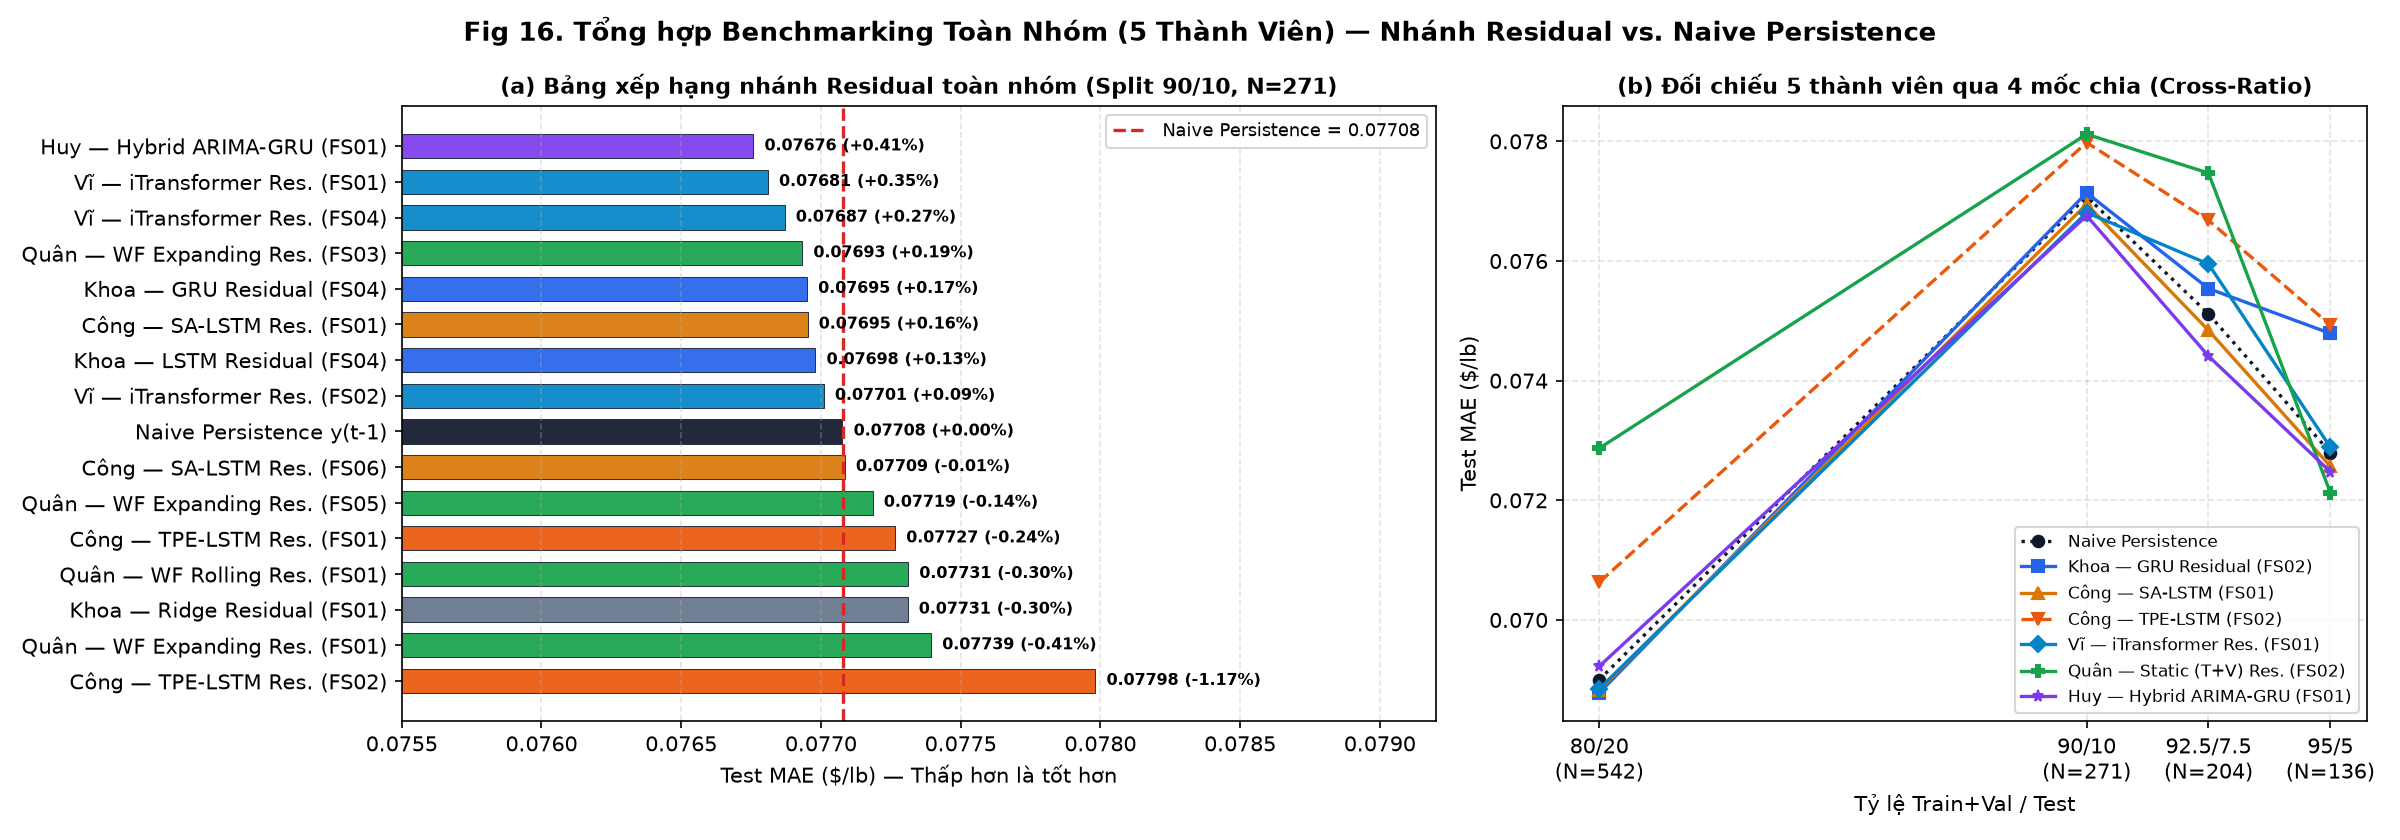 Fig 16. Tổng hợp Benchmarking Toàn Nhóm (5 Thành Viên) — Nhánh Residual vs. Naive Persistence
(a) Bảng xếp hạng nhánh Residual toàn nhóm (Split 90/10, N=271)
Naive Persistence = 0.07708
Huy — Hybrid ARIMA-GRU (FS01) 0.07676 (+0.41%)
Vĩ — iTransformer Res. (FS01) 0.07681 (+0.35%)
Vĩ — iTransformer Res. (FS04) 0.07687 (+0.27%)
Quân — WF Expanding Res. (FS03) 0.07693 (+0.19%)
Khoa — GRU Residual (FS04) 0.07695 (+0.17%)
Công — SA-LSTM Res. (FS01) 0.07695 (+0.16%)
Khoa — LSTM Residual (FS04) 0.07698 (+0.13%)
Vĩ — iTransformer Res. (FS02) 0.07701 (+0.09%)
Naive Persistence y(t-1) 0.07708 (+0.00%)
Công — SA-LSTM Res. (FS06) 0.07709 (-0.01%)
Quân — WF Expanding Res. (FS05) 0.07719 (-0.14%)
Công — TPE-LSTM Res. (FS01) 0.07727 (-0.24%)
Quân — WF Rolling Res. (FS01) 0.07731 (-0.30%)
Khoa — Ridge Residual (FS01) 0.07731 (-0.30%)
Quân — WF Expanding Res. (FS01) 0.07739 (-0.41%)
Công — TPE-LSTM Res. (FS02) 0.07798 (-1.17%)
0.0755 0.0760 0.0765 0.0770 0.0775 0.0780 0.0785 0.0790
Test MAE ($/lb) — Thấp hơn là tốt hơn
(b) Đối chiếu 5 thành viên qua 4 mốc chia (Cross-Ratio)
Test MAE ($/lb)
0.078
0.076
0.074
0.072
0.070
Naive Persistence
Khoa — GRU Residual (FS02)
Công — SA-LSTM (FS01)
Công — TPE-LSTM (FS02)
Vĩ — iTransformer Res. (FS01)
Quân — Static (T+V) Res. (FS02)
Huy — Hybrid ARIMA-GRU (FS01)
80/20 90/10 92.5/7.5 95/5
(N=542) (N=271) (N=204) (N=136)
Tỷ lệ Train+Val / Test